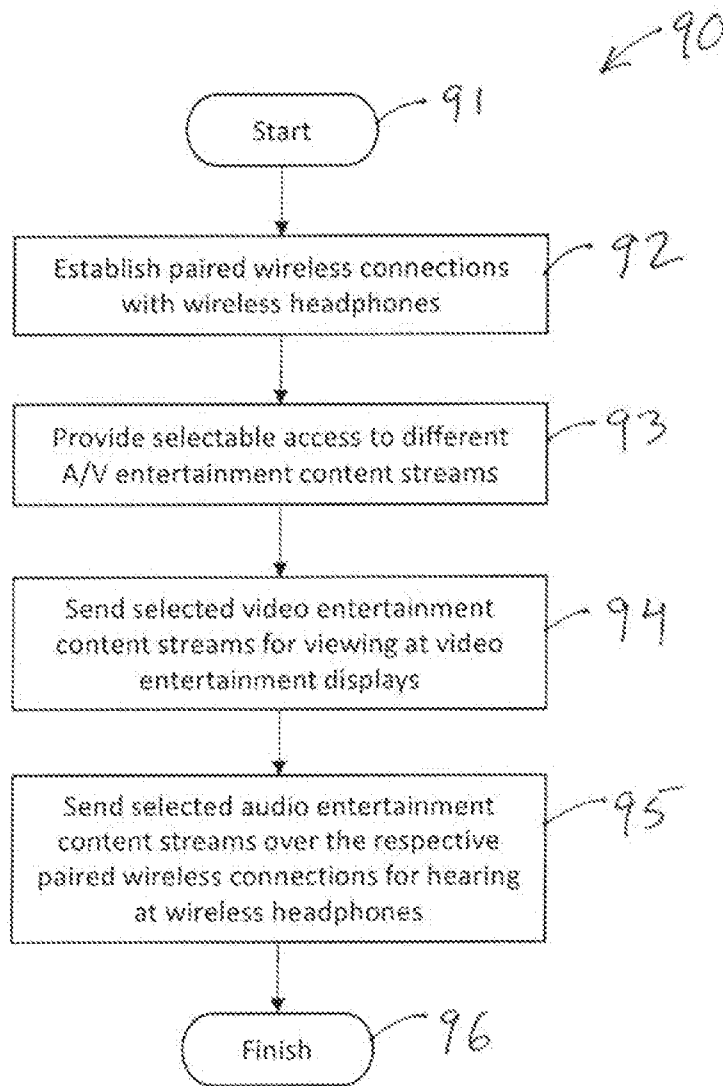 90
Start
91
Establish paired wireless connections
with wireless headphones
92
Provide selectable access to different
A/V entertainment content streams
93
Send selected video entertainment
content streams for viewing at video
entertainment displays
94
Send selected audio entertainment
content streams over the respective
paired wireless connections for hearing
at wireless headphones
95
Finish
96